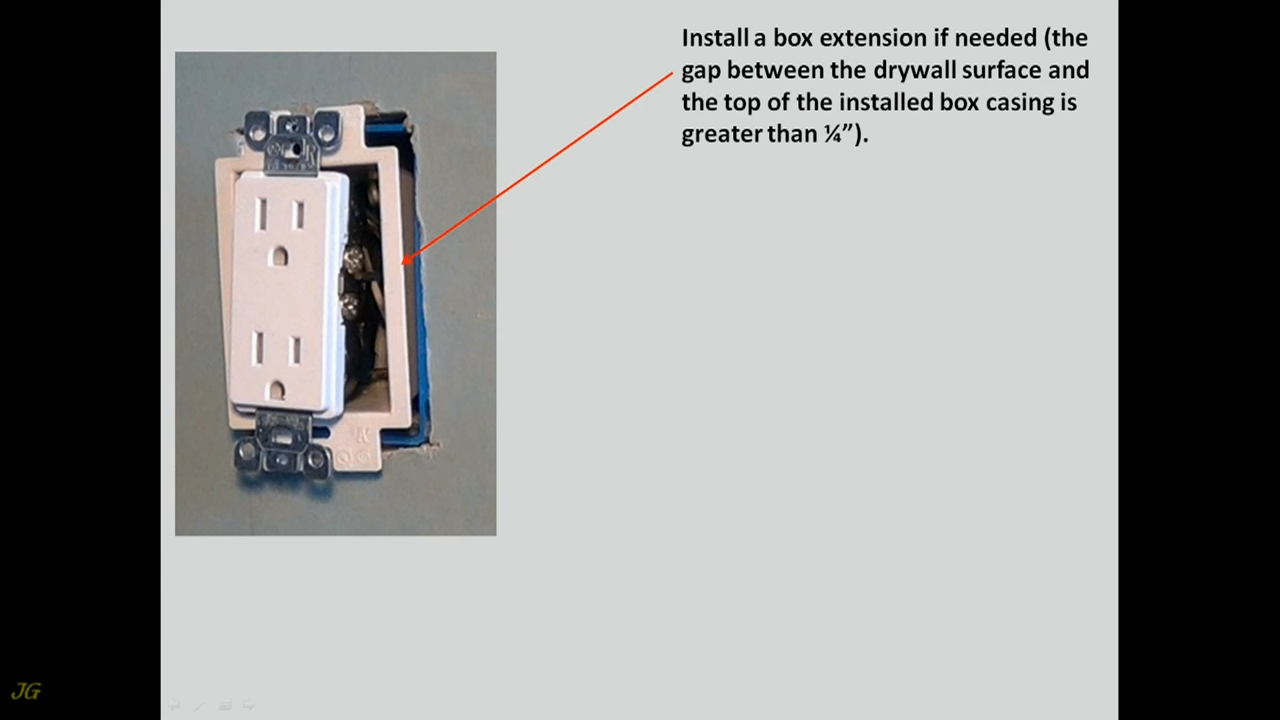 Install a box extension if needed (the
gap between the drywall surface and
the top of the installed box casing is
greater than ¼”).
JG